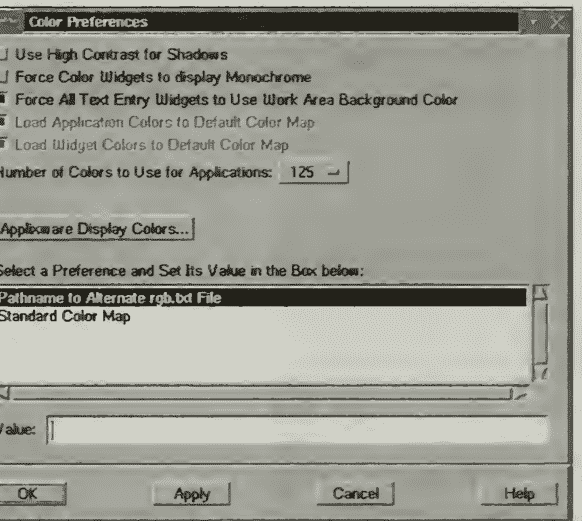 Color Preferences
Use High Contrast for Shadows
Force Color Widgets to display Monochrome
Force All Text Entry Widgets to Use Work Area Background Color
Load Application Colors to Default Color Map
Load Widget Colors to Default Color Map
Number of Colors to Use for Applications: 125
Applixware Display Colors...
Select a Preference and Set Its Value in the Box below:
Pathname to Alternate rgb.txt File
Standard Color Map
Value:
OK Apply Cancel Help